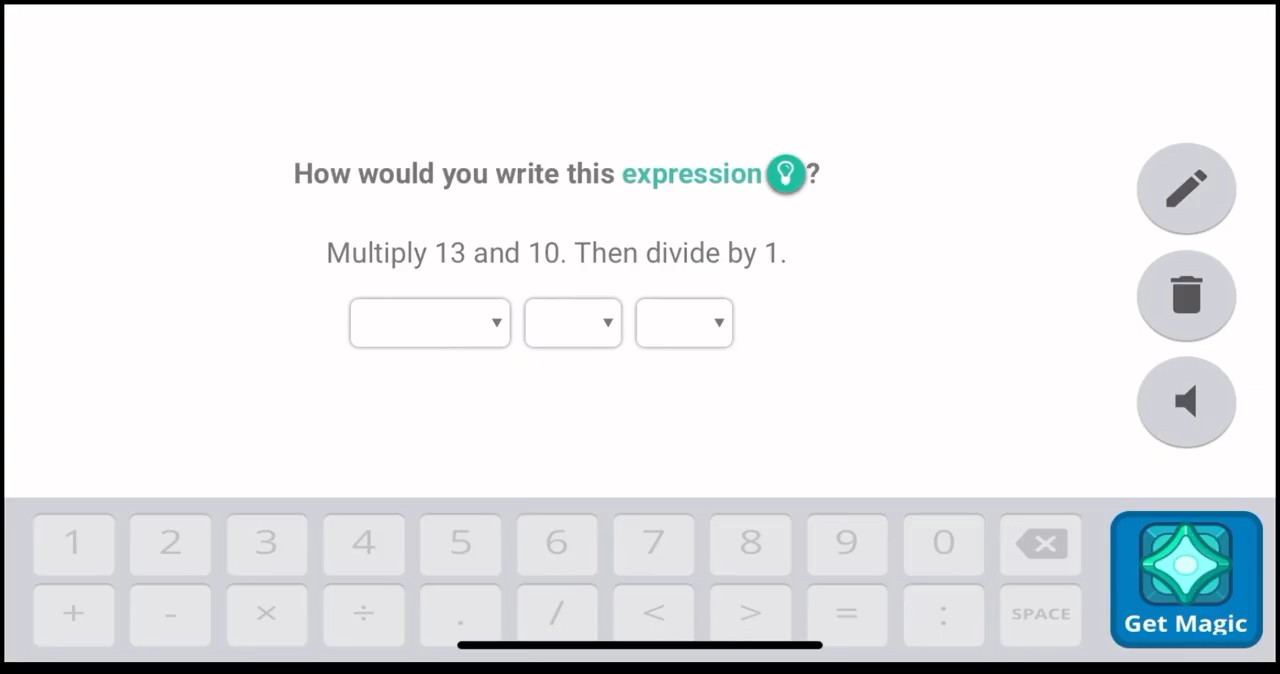 How would you write this expression ?
Multiply 13 and 10. Then divide by 1.
1 2 3 4 5 6 7 8 9 0
+ - × ÷ . / < > = : SPACE
Get Magic